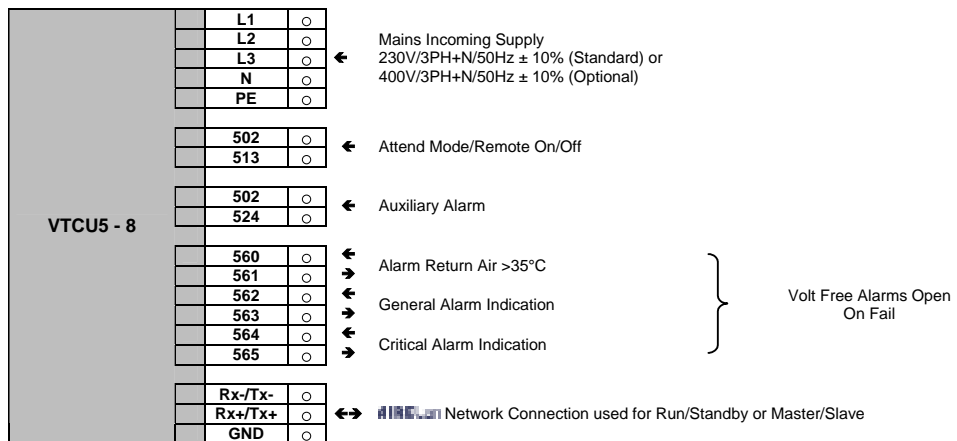 VTCU5 - 8
L1
L2
L3
N
PE
Mains Incoming Supply
230V/3PH+N/50Hz ± 10% (Standard) or
400V/3PH+N/50Hz ± 10% (Optional)
502
513
Attend Mode/Remote On/Off
502
524
Auxiliary Alarm
560
561
Alarm Return Air >35°C
562
563
General Alarm Indication
564
565
Critical Alarm Indication
Volt Free Alarms Open
On Fail
Rx-/Tx-
Rx+/Tx+
GND
Network Connection used for Run/Standby or Master/Slave